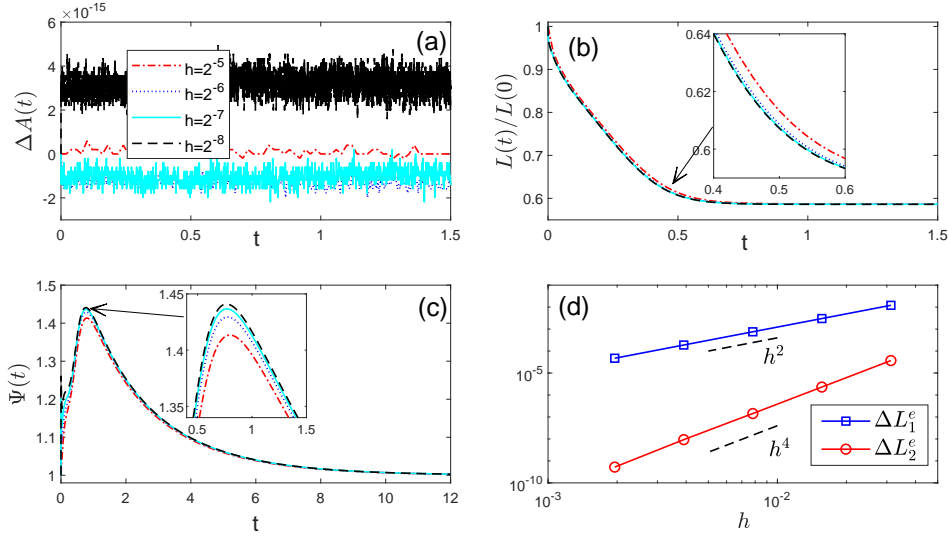 ×10⁻¹⁵
(a)
6
4
2
0
-2
ΔA(t)
h=2⁻⁵
h=2⁻⁶
h=2⁻⁷
h=2⁻⁸
0
0.5
1
1.5
t
(b)
1
0.9
0.8
0.7
0.6
L(t)/L(0)
0.64
0.62
0.6
0.4
0.5
0.6
0
0.5
1
1.5
t
(c)
1.5
1.4
1.3
1.2
1.1
1
Ψ(t)
1.45
1.4
1.35
0.5
1
1.5
0
2
4
6
8
10
12
t
(d)
10⁻⁵
10⁻¹⁰
h²
h⁴
ΔL₁ᵉ
ΔL₂ᵉ
10⁻³
10⁻²
h